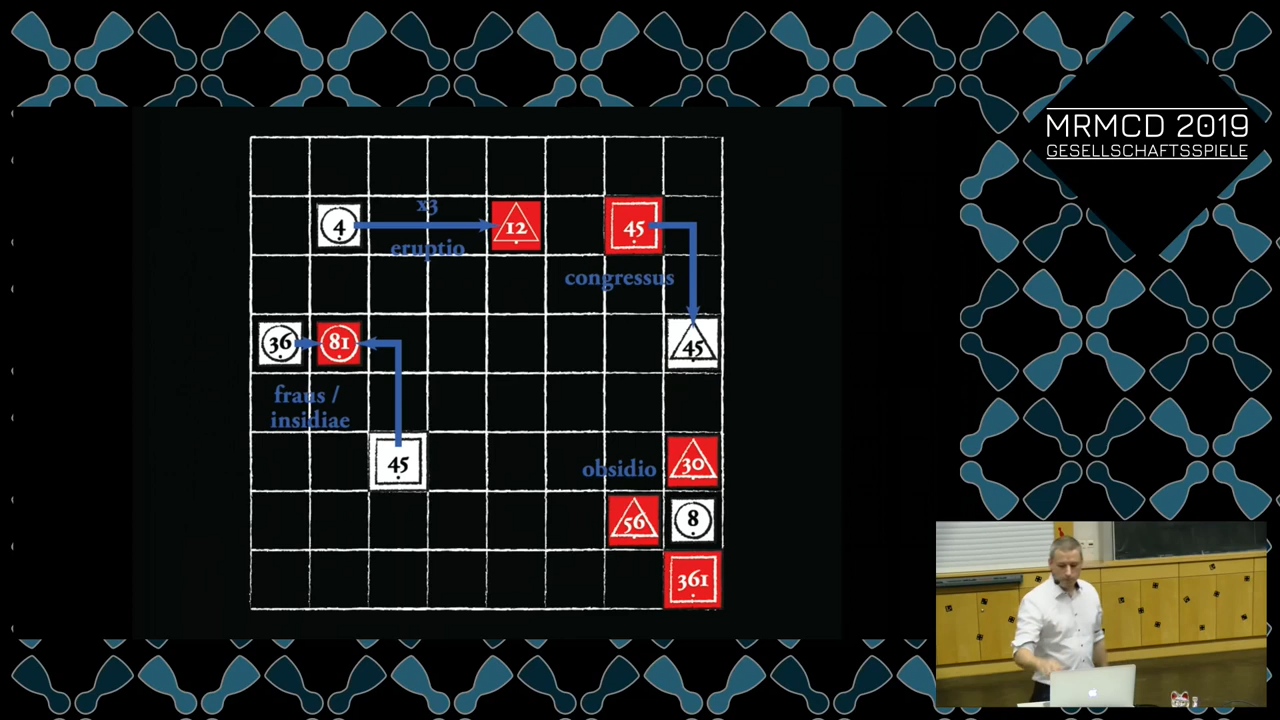 MRMCD 2019
GESELLSCHAFTSSPIELE
x3
4
12
45
eruptio
congressus
36
81
45
fraus /
insidiae
45
obsidio
30
56
8
361